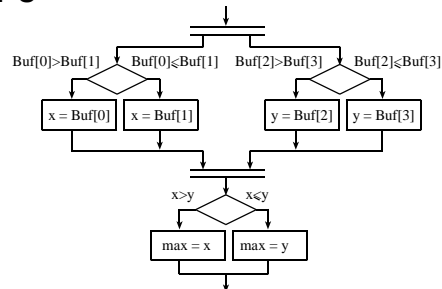 Buf[0]>Buf[1] Buf[0]⩽Buf[1] Buf[2]>Buf[3] Buf[2]⩽Buf[3]
x = Buf[0] x = Buf[1] y = Buf[2] y = Buf[3]
x>y x⩽y
max = x max = y